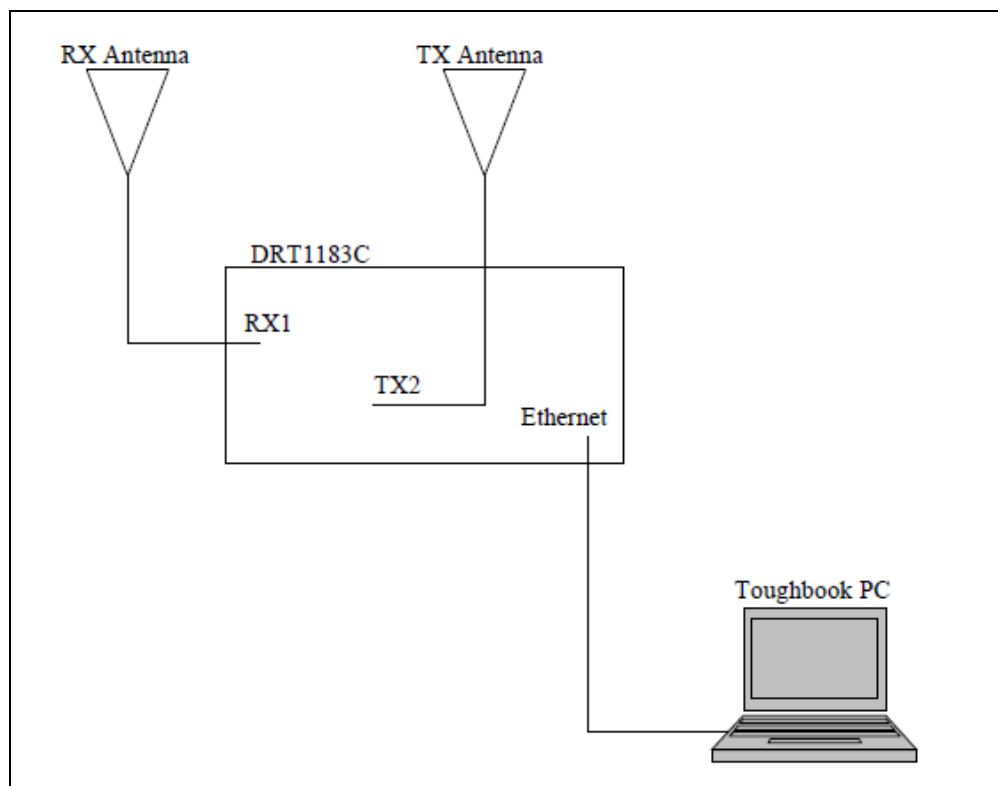 RX Antenna
TX Antenna
DRT1183C
RX1
TX2
Ethernet
Toughbook PC